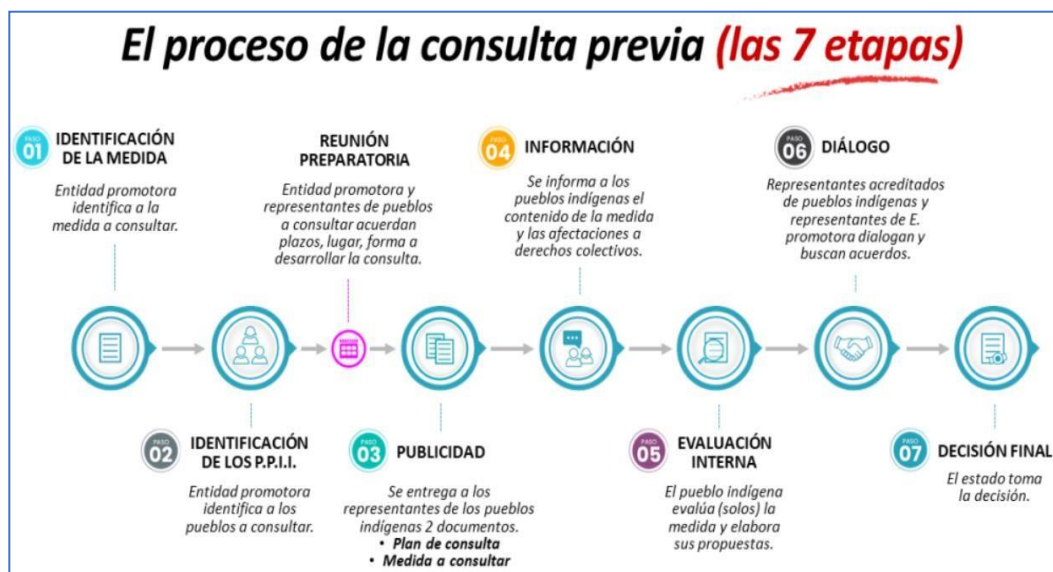 El proceso de la consulta previa (las 7 etapas)
PASO
01
IDENTIFICACIÓN
DE LA MEDIDA
Entidad promotora
identifica a la
medida a consultar.
PASO
02
IDENTIFICACIÓN
DE LOS P.P.I.I.
Entidad promotora
identifica a los
pueblos a consultar.
REUNIÓN
PREPARATORIA
Entidad promotora y
representantes de pueblos
a consultar acuerdan
plazos, lugar, forma a
desarrollar la consulta.
PASO
03
PUBLICIDAD
Se entrega a los
representantes de los pueblos
indígenas 2 documentos.
• Plan de consulta
• Medida a consultar
PASO
04
INFORMACIÓN
Se informa a los
pueblos indígenas el
contenido de la medida
y las afectaciones a
derechos colectivos.
PASO
05
EVALUACIÓN
INTERNA
El pueblo indígena
evalúa (solos) la
medida y elabora
sus propuestas.
PASO
06
DIÁLOGO
Representantes acreditados
de pueblos indígenas y
representantes de E.
promotora dialogan y
buscan acuerdos.
PASO
07
DECISIÓN FINAL
El estado toma
la decisión.